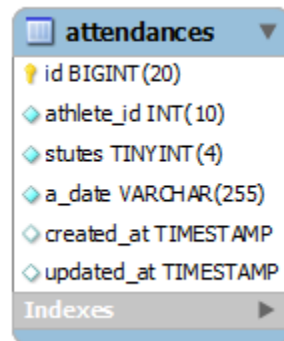 attendances
id BIGINT(20)
athlete_id INT(10)
stutes TINYINT(4)
a_date VARCHAR(255)
created_at TIMESTAMP
updated_at TIMESTAMP
Indexes